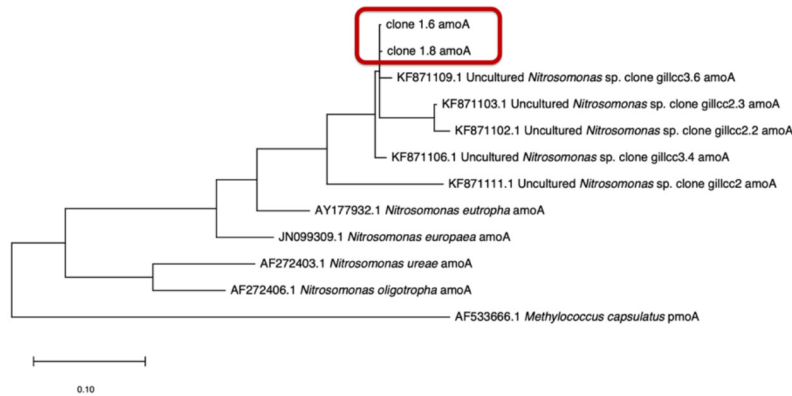 clone 1.6 amoA
clone 1.8 amoA
KF871109.1 Uncultured Nitrosomonas sp. clone gillcc3.6 amoA
KF871103.1 Uncultured Nitrosomonas sp. clone gillcc2.3 amoA
KF871102.1 Uncultured Nitrosomonas sp. clone gillcc2.2 amoA
KF871106.1 Uncultured Nitrosomonas sp. clone gillcc3.4 amoA
KF871111.1 Uncultured Nitrosomonas sp. clone gillcc2 amoA
AY177932.1 Nitrosomonas eutropha amoA
JN099309.1 Nitrosomonas europaea amoA
AF272403.1 Nitrosomonas ureae amoA
AF272406.1 Nitrosomonas oligotropha amoA
AF533666.1 Methylococcus capsulatus pmoA
0.10